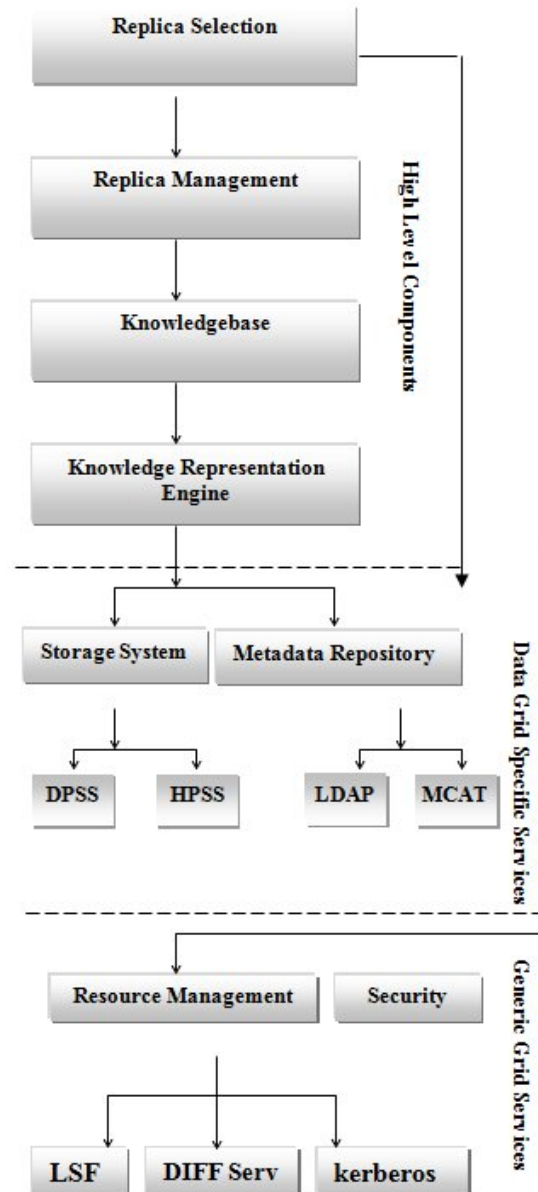 Replica Selection
Replica Management
High Level Components
Knowledgebase
Knowledge Representation
Engine
Storage System
Metadata Repository
Data Grid Specific Services
DPSS
HPSS
LDAP
MCAT
Resource Management
Security
Generic Grid Services
LSF
DIFF Serv
kerberos